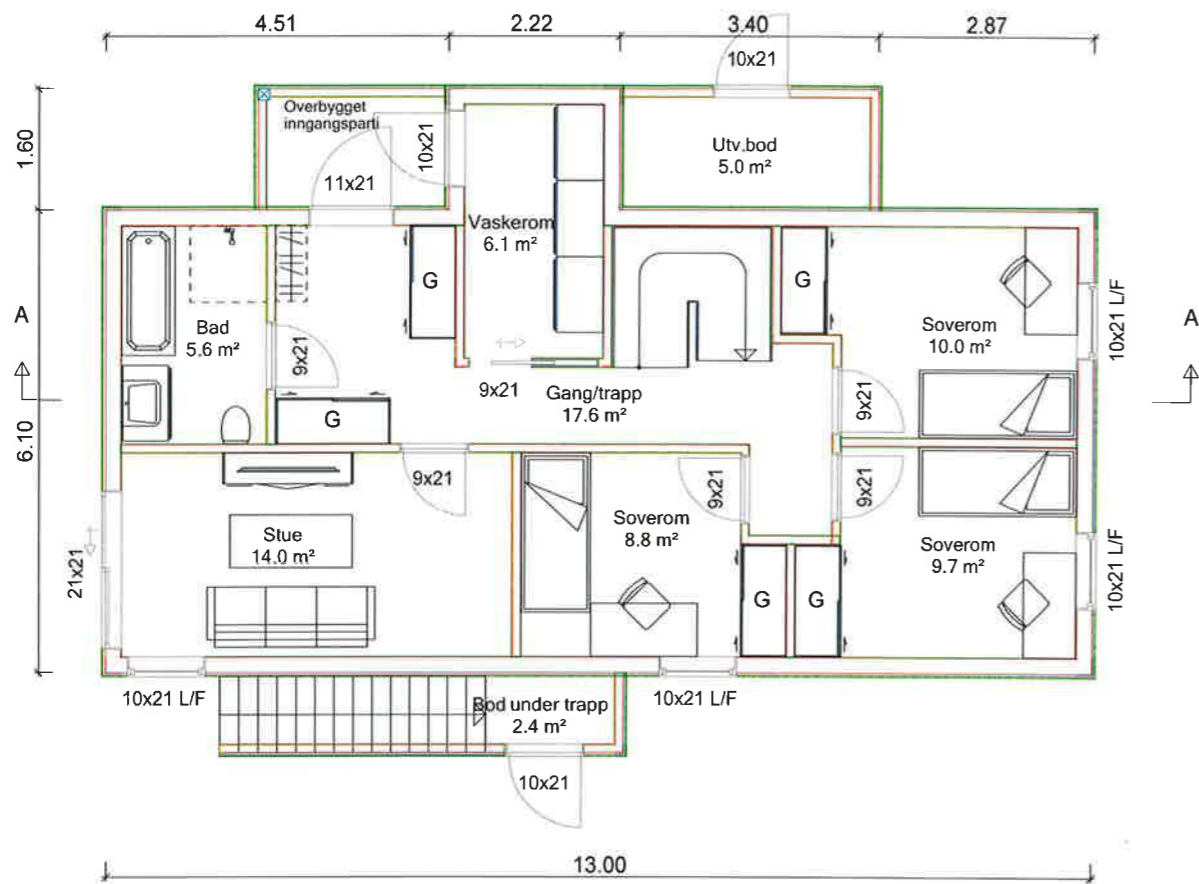 4.51
2.22
3.40
2.87
10x21
1.60
Overbygget
inngangsparti
10x21
11x21
Utv.bod
5.0 m²
Vaskerom
6.1 m²
G
G
A
Bad
5.6 m²
9x21
Soverom
10.0 m²
10x21 L/F
A
9x21
Gang/trapp
17.6 m²
9x21
G
6.10
9x21
9x21
9x21
Stue
14.0 m²
Soverom
8.8 m²
Soverom
9.7 m²
21x21
10x21 L/F
G
G
10x21 L/F
10x21 L/F
Bod under trapp
2.4 m²
10x21
13.00